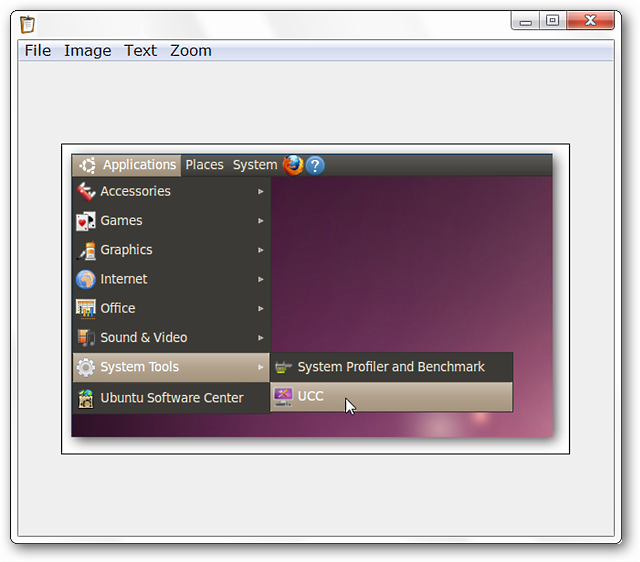 File Image Text Zoom
Applications Places System
Accessories
Games
Graphics
Internet
Office
Sound & Video
System Tools
System Profiler and Benchmark
Ubuntu Software Center
UCC